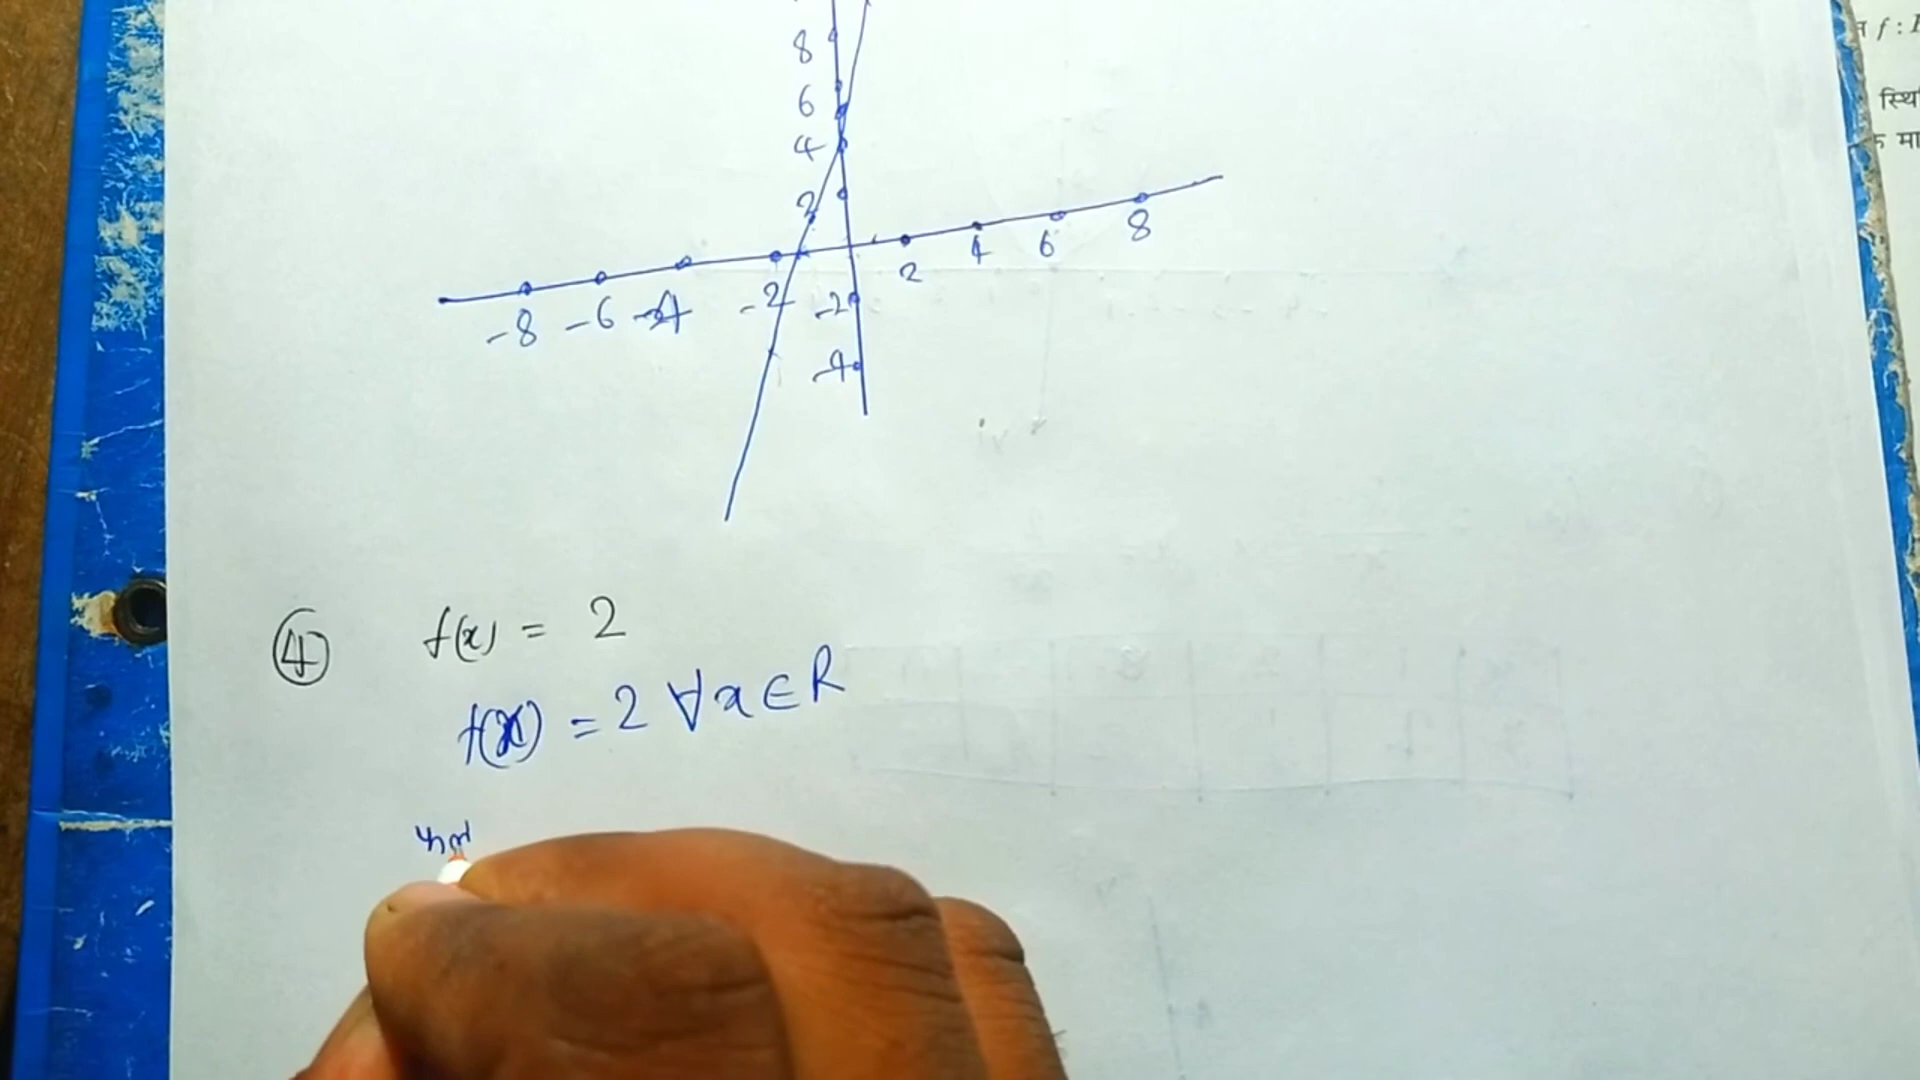 8
6
4
2
-8 -6 -4 -2 2 4 6 8
-2
-4
④ f(x) = 2
f(x) = 2 ∀ x ∈ R
f :
स्थि
मा